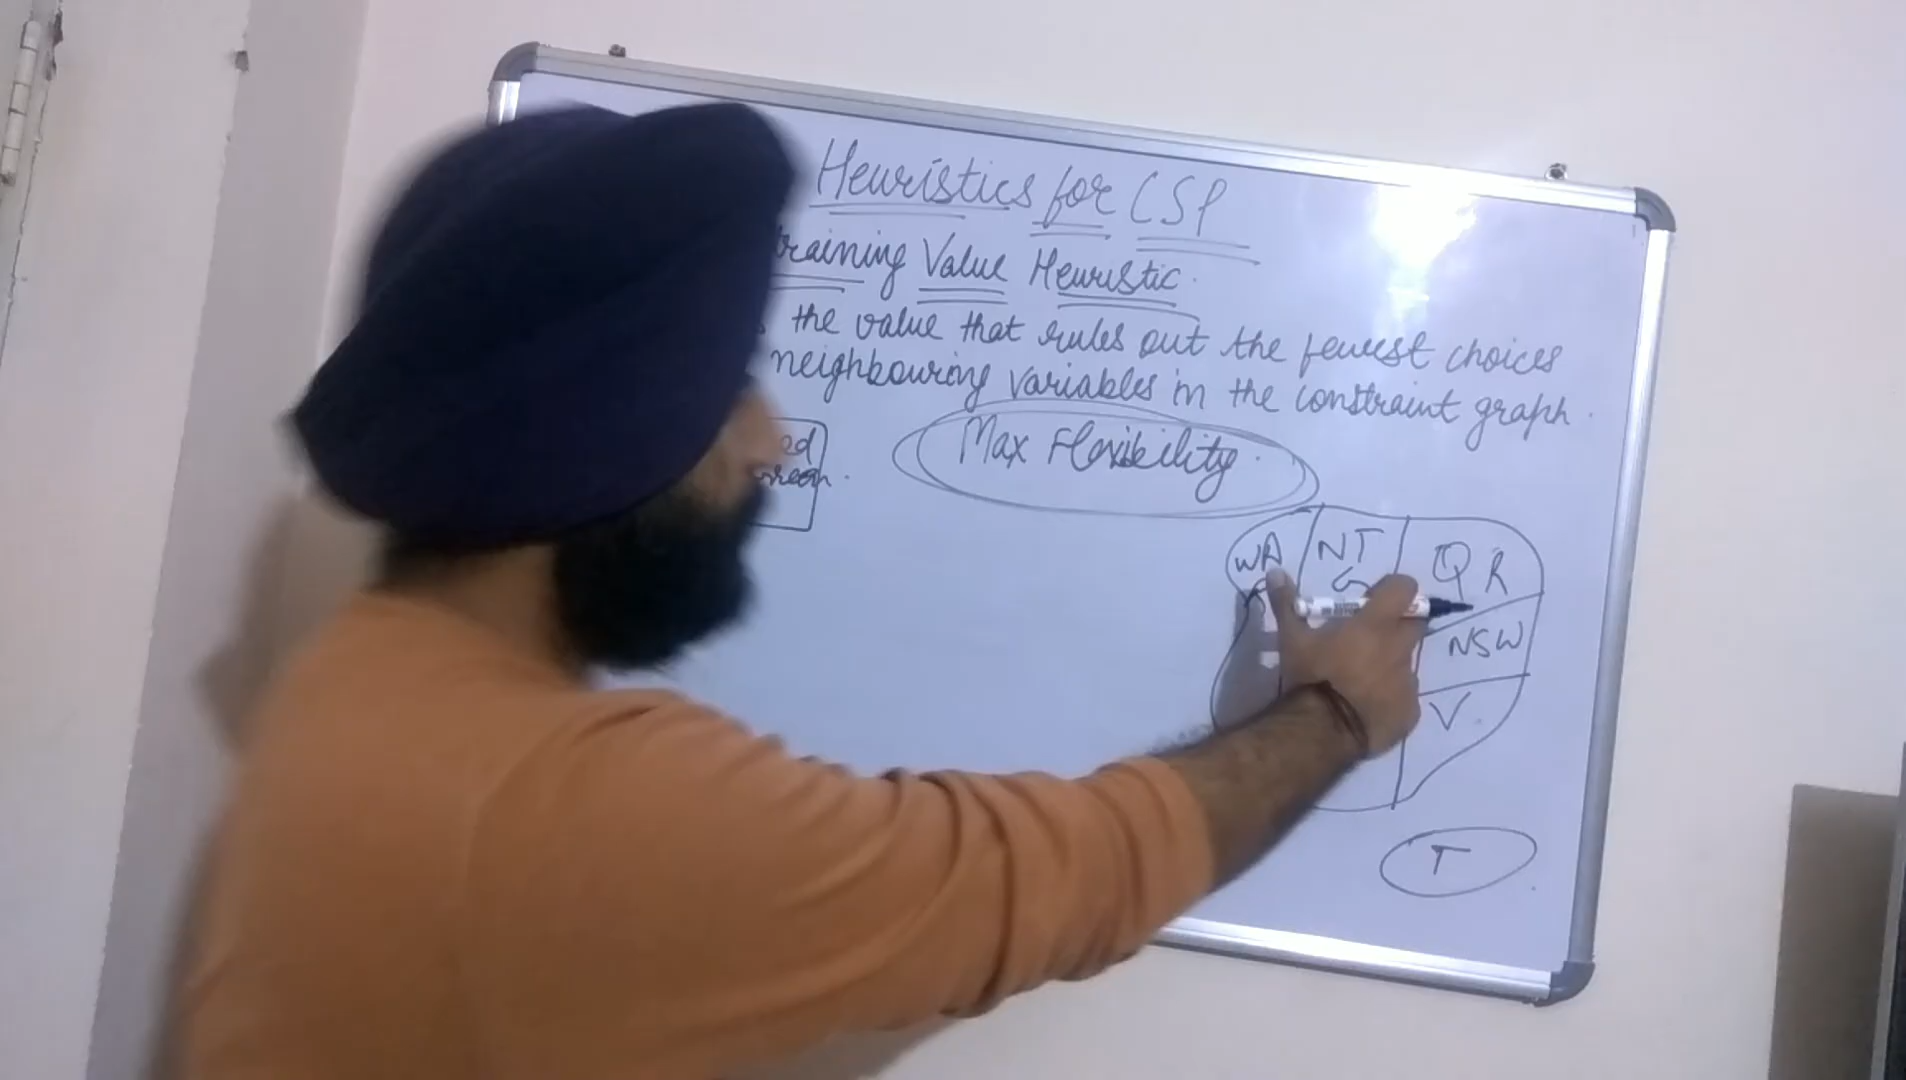 Heuristics for CSP
training Value Heuristic.
the value that rules out the fewest choices
neighbouring variables in the constraint graph.
Max Flexibility
WA NT Q R
G
NSW
V
T